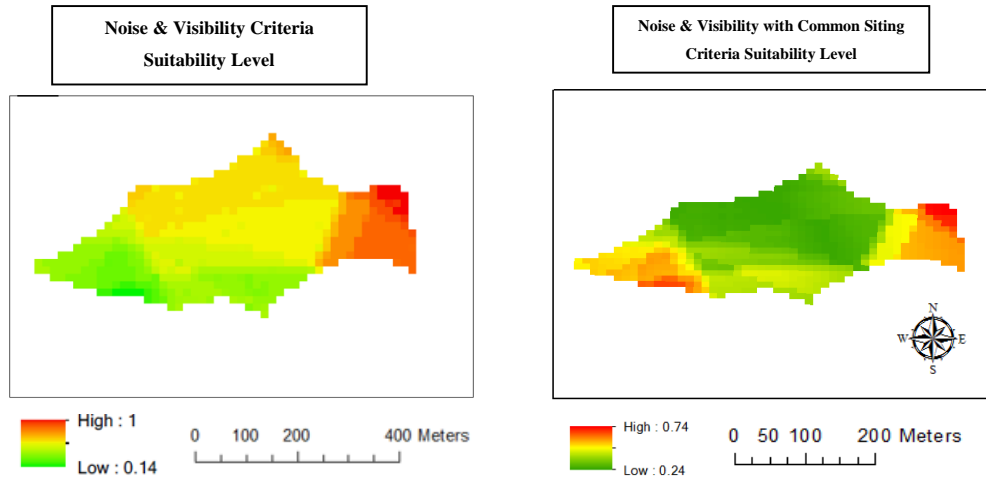 Noise & Visibility Criteria
Suitability Level
Noise & Visibility with Common Siting
Criteria Suitability Level
N
W
E
S
High : 1
Low : 0.14
0 100 200 400 Meters
High : 0.74
Low : 0.24
0 50 100 200 Meters